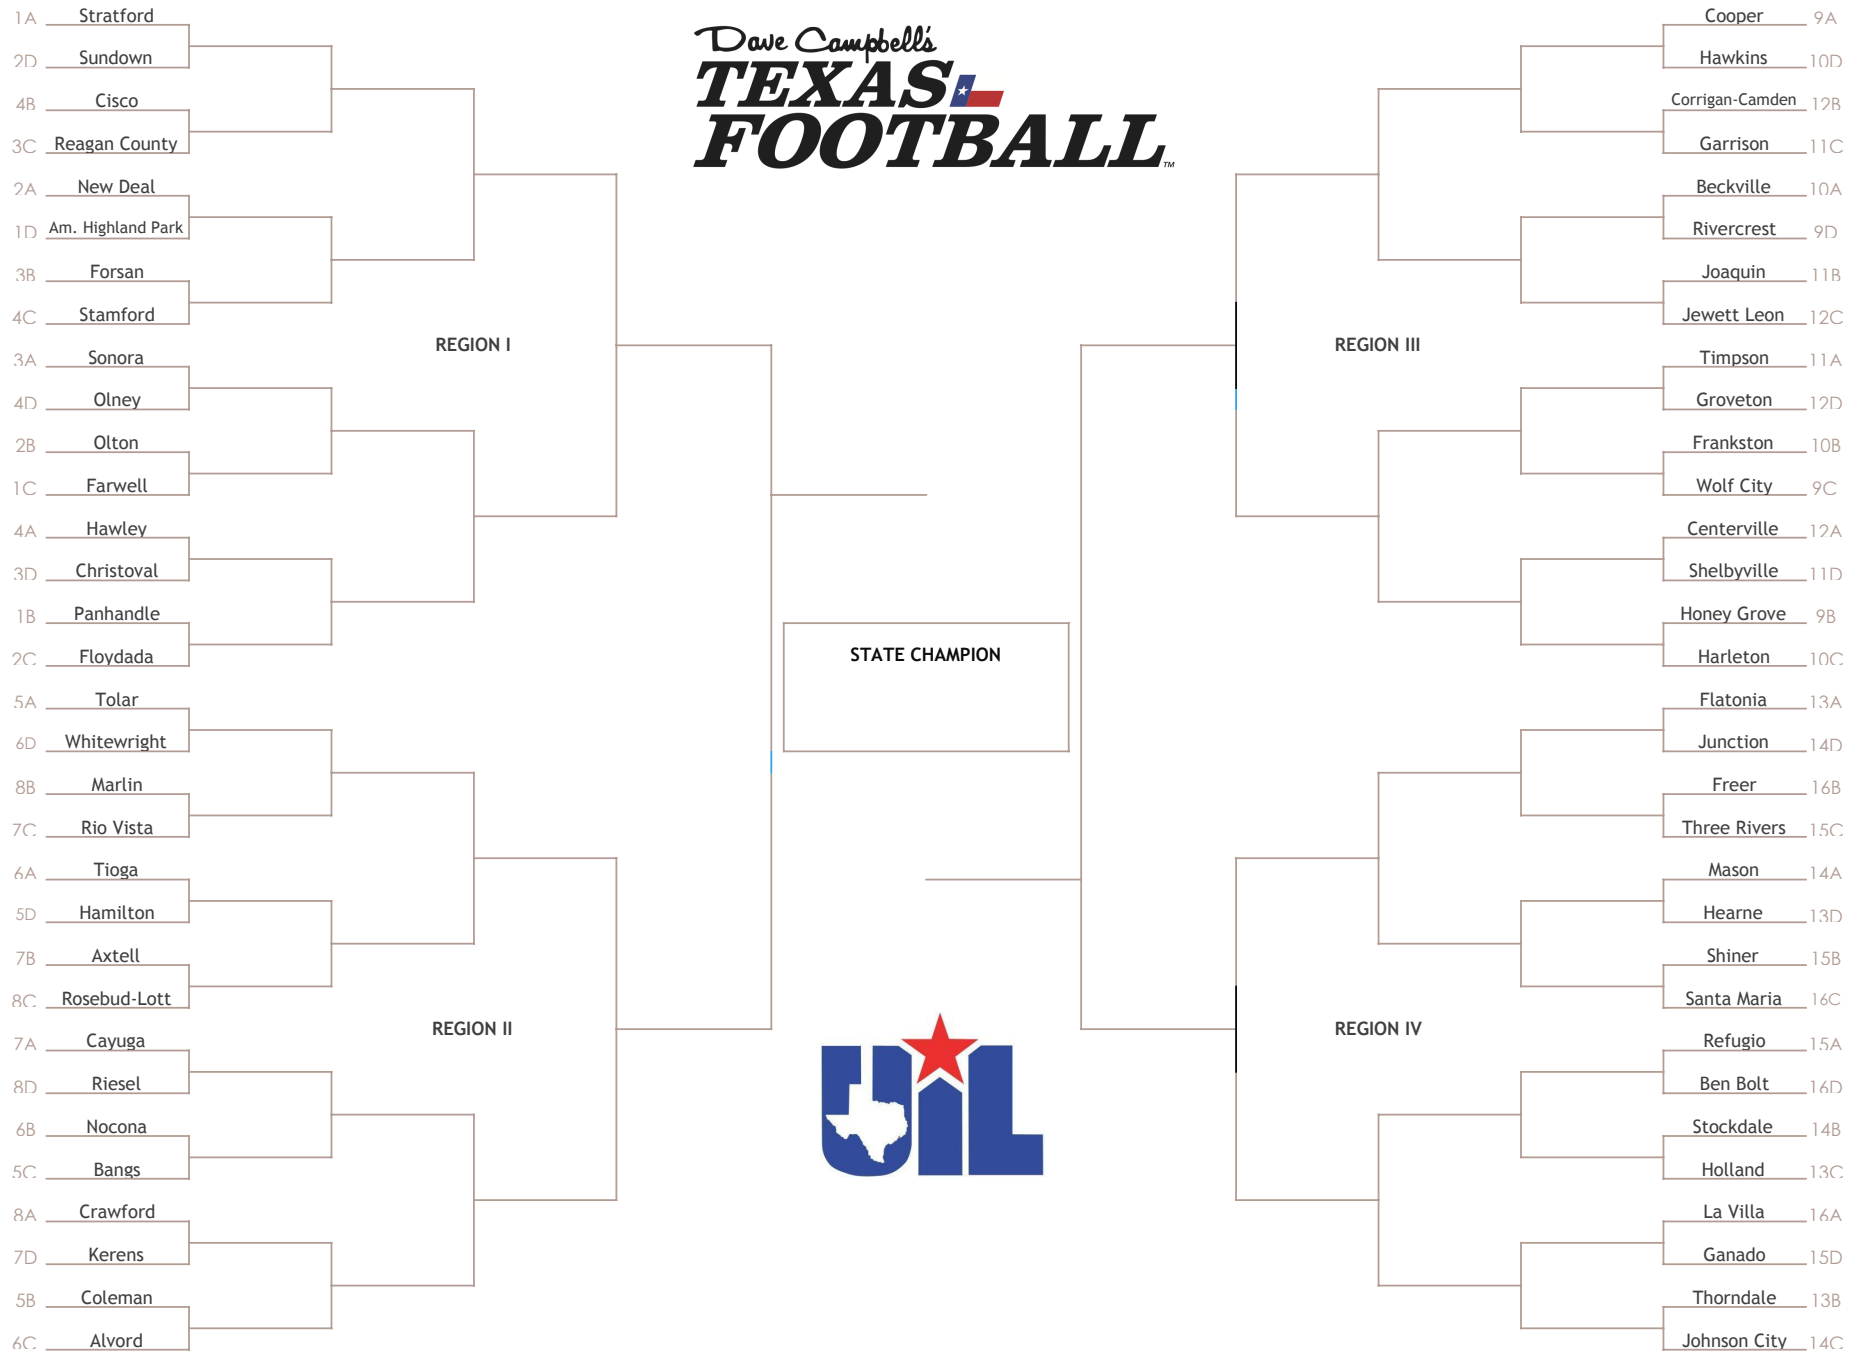 Dave Campbell's
TEXAS
FOOTBALL™
1A Stratford
2D Sundown
4B Cisco
3C Reagan County
2A New Deal
1D Am. Highland Park
3B Forsan
4C Stamford
REGION I
3A Sonora
4D Olney
2B Olton
1C Farwell
4A Hawley
3D Christoval
1B Panhandle
2C Floydada
5A Tolar
6D Whitewright
8B Marlin
7C Rio Vista
6A Tioga
5D Hamilton
7B Axtell
8C Rosebud-Lott
REGION II
7A Cayuga
8D Riesel
6B Nocona
5C Bangs
8A Crawford
7D Kerens
5B Coleman
6C Alvord
STATE CHAMPION
UIL
Cooper 9A
Hawkins 10D
Corrigan-Camden 12B
Garrison 11C
Beckville 10A
Rivercrest 9D
Joaquin 11B
Jewett Leon 12C
REGION III
Timpson 11A
Groveton 12D
Frankston 10B
Wolf City 9C
Centerville 12A
Shelbyville 11D
Honey Grove 9B
Harleton 10C
Flatonia 13A
Junction 14D
Freer 16B
Three Rivers 15C
Mason 14A
Hearne 13D
Shiner 15B
Santa Maria 16C
REGION IV
Refugio 15A
Ben Bolt 16D
Stockdale 14B
Holland 13C
La Villa 16A
Ganado 15D
Thorndale 13B
Johnson City 14C